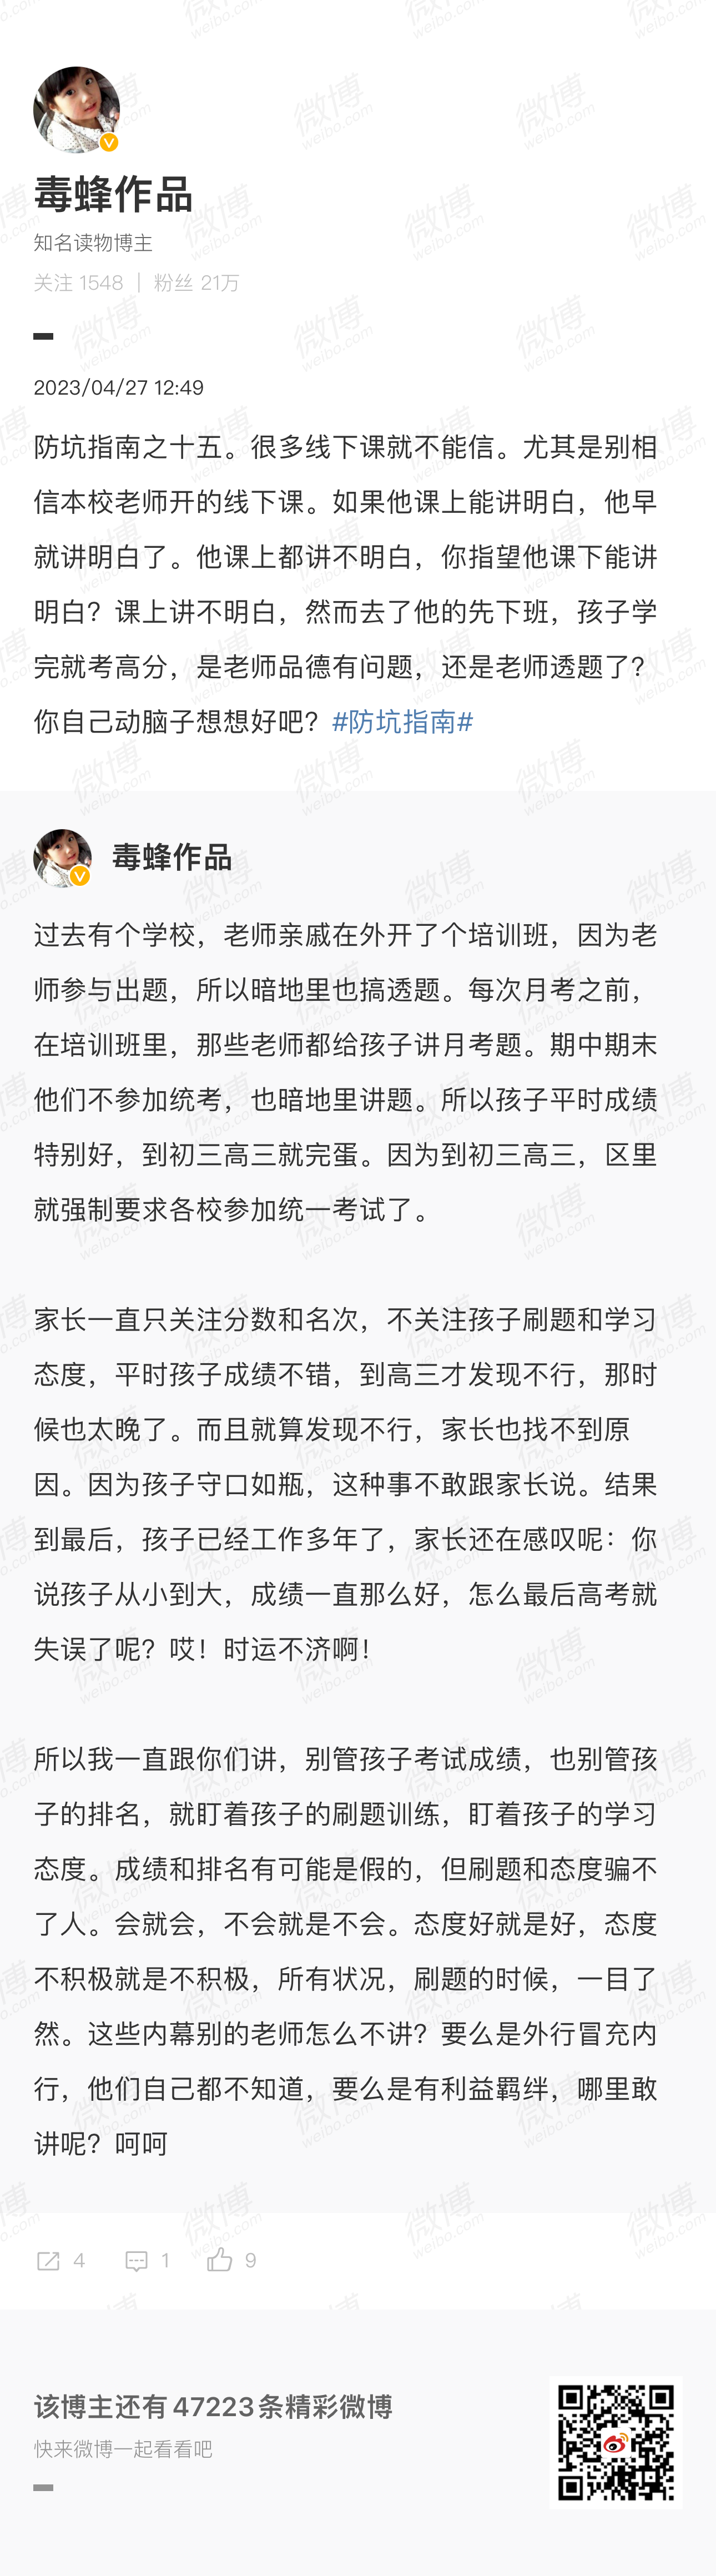 毒蜂作品
知名读物博主
关注 1548 | 粉丝 21万
2023/04/27 12:49
防坑指南之十五。很多线下课就不能信。尤其是别相
信本校老师开的线下课。如果他课上能讲明白，他早
就讲明白了。他课上都讲不明白，你指望他课下能讲
明白？课上讲不明白，然而去了他的先下班，孩子学
完就考高分，是老师品德有问题，还是老师透题了？
你自己动脑子想想好吧？#防坑指南#
毒蜂作品
过去有个学校，老师亲戚在外开了个培训班，因为老
师参与出题，所以暗地里也搞透题。每次月考之前，
在培训班里，那些老师都给孩子讲月考题。期中期末
他们不参加统考，也暗地里讲题。所以孩子平时成绩
特别好，到初三高三就完蛋。因为到初三高三，区里
就强制要求各校参加统一考试了。
家长一直只关注分数和名次，不关注孩子刷题和学习
态度，平时孩子成绩不错，到高三才发现不行，那时
候也太晚了。而且就算发现不行，家长也找不到原
因。因为孩子守口如瓶，这种事不敢跟家长说。结果
到最后，孩子已经工作多年了，家长还在感叹呢：你
说孩子从小到大，成绩一直那么好，怎么最后高考就
失误了呢？哎！时运不济啊！
所以我一直跟你们讲，别管孩子考试成绩，也别管孩
子的排名，就盯着孩子的刷题训练，盯着孩子的学习
态度。成绩和排名有可能是假的，但刷题和态度骗不
了人。会就会，不会就是不会。态度好就是好，态度
不积极就是不积极，所有状况，刷题的时候，一目了
然。这些内幕别的老师怎么不讲？要么是外行冒充内
行，他们自己都不知道，要么是有利益羁绊，哪里敢
讲呢？呵呵
4 1 9
该博主还有47223条精彩微博
快来微博一起看看吧
微博
weibo.com